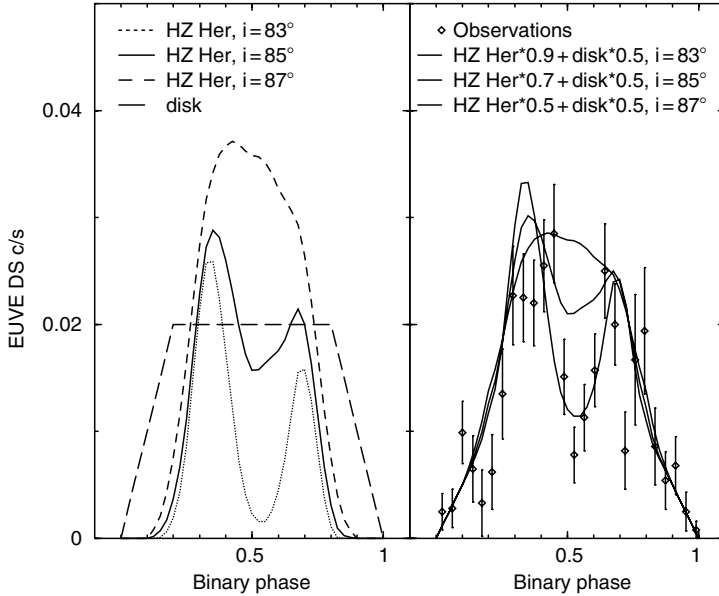 HZ Her, i = 83°
HZ Her, i = 85°
HZ Her, i = 87°
disk
Observations
HZ Her*0.9 + disk*0.5, i = 83°
HZ Her*0.7 + disk*0.5, i = 85°
HZ Her*0.5 + disk*0.5, i = 87°
0.04
0.02
0
EUVE DS c/s
0.5
1
Binary phase
0.5
1
Binary phase